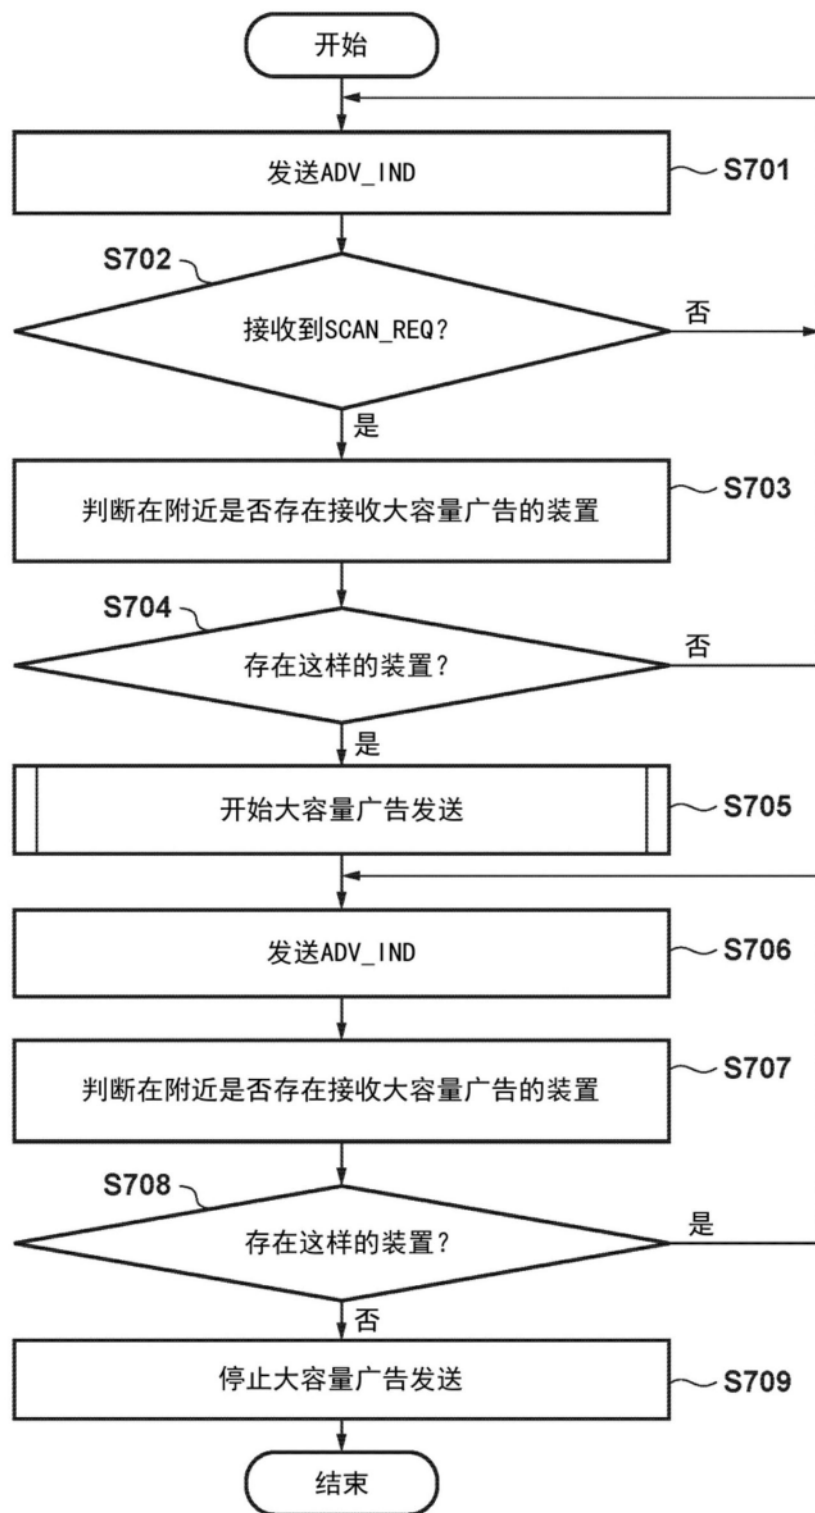 开始
发送ADV_IND
S701
S702
接收到SCAN_REQ?
否
是
判断在附近是否存在接收大容量广告的装置
S703
S704
存在这样的装置?
否
是
开始大容量广告发送
S705
发送ADV_IND
S706
判断在附近是否存在接收大容量广告的装置
S707
S708
存在这样的装置?
是
否
停止大容量广告发送
S709
结束